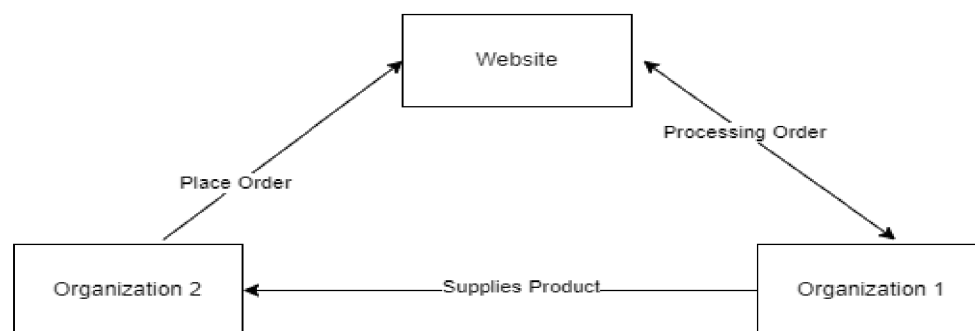 Website
Processing Order
Place Order
Organization 2
Supplies Product
Organization 1